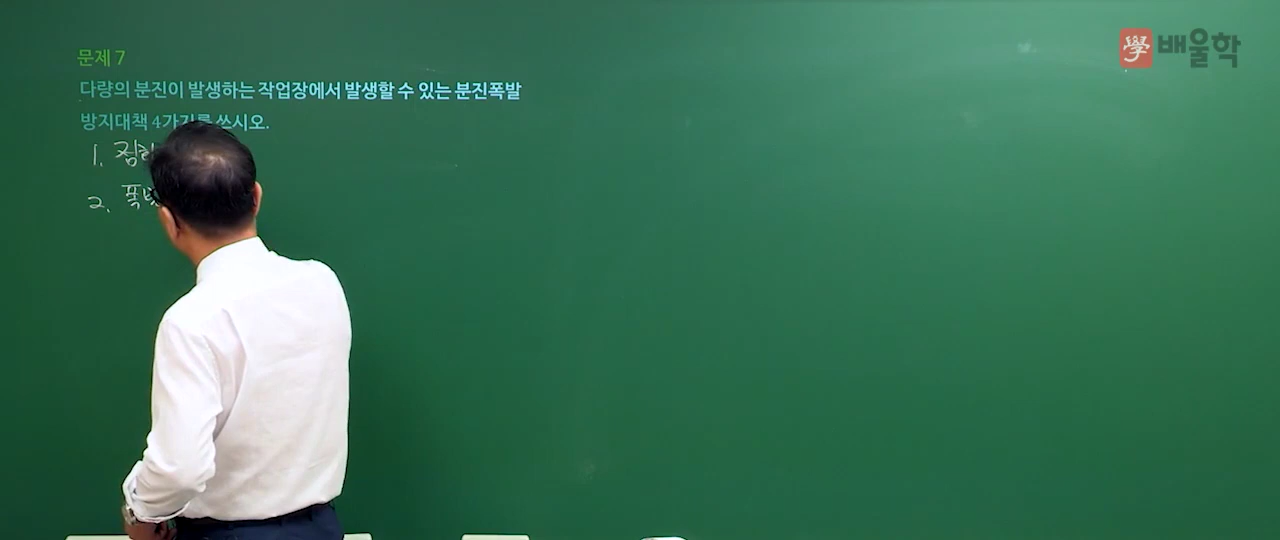 學 배울학
문제 7
다량의 분진이 발생하는 작업장에서 발생할 수 있는 분진폭발
방지대책 4가지를 쓰시오.
1.
2.